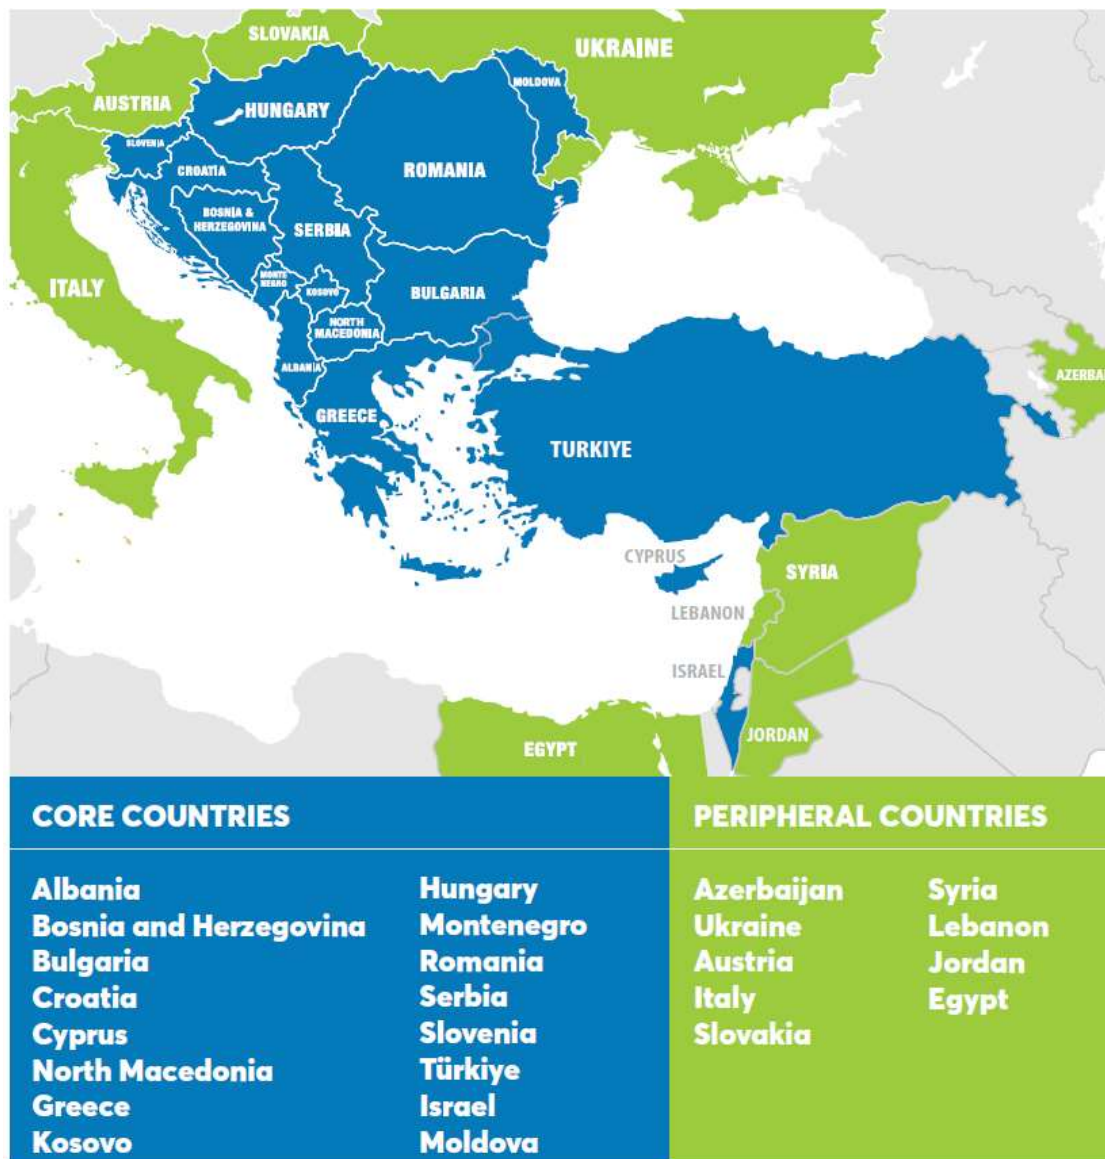 SLOVAKIA
UKRAINE
AUSTRIA
MOLDOVA
HUNGARY
SLOVENIA
CROATIA
ROMANIA
BOSNIA &
HERZEGOVINA
SERBIA
ITALY
MONTE
NEGRO
KOSOVO
BULGARIA
NORTH
MACEDONIA
ALBANIA
AZERBAI
GREECE
TURKIYE
CYPRUS
SYRIA
LEBANON
ISRAEL
JORDAN
EGYPT
CORE COUNTRIES
Albania
Bosnia and Herzegovina
Bulgaria
Croatia
Cyprus
North Macedonia
Greece
Kosovo
Hungary
Montenegro
Romania
Serbia
Slovenia
Türkiye
Israel
Moldova
PERIPHERAL COUNTRIES
Azerbaijan
Ukraine
Austria
Italy
Slovakia
Syria
Lebanon
Jordan
Egypt